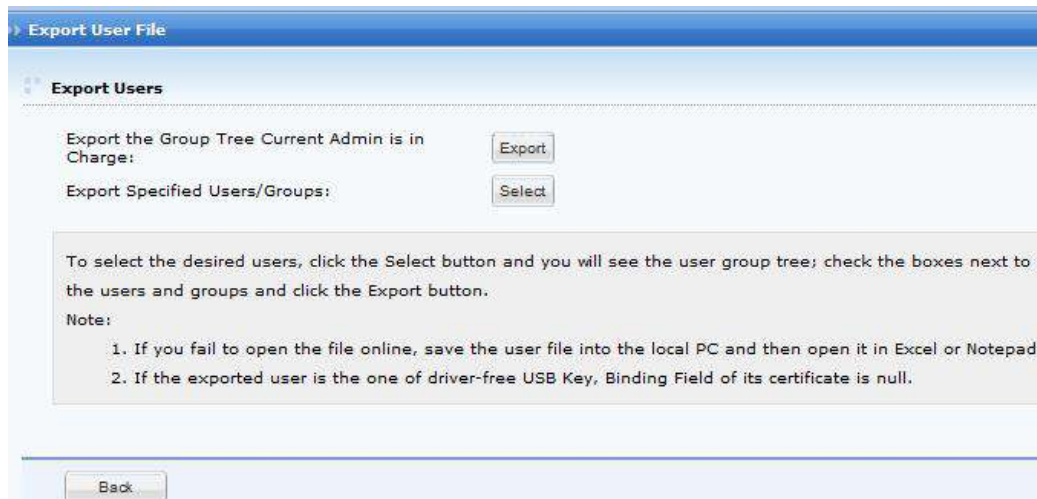 Export User File
Export Users
Export the Group Tree Current Admin is in
Charge:
Export
Export Specified Users/Groups:
Select
To select the desired users, click the Select button and you will see the user group tree; check the boxes next to
the users and groups and click the Export button.
Note:
1. If you fail to open the file online, save the user file into the local PC and then open it in Excel or Notepad
2. If the exported user is the one of driver-free USB Key, Binding Field of its certificate is null.
Back